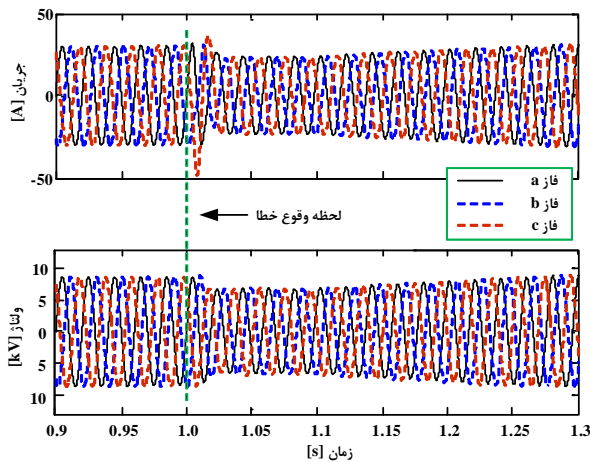 50
0
-50
جریان [A]
فاز a
فاز b
فاز c
لحظه وقوع خطا
10
5
0
5
10
ولتاژ [kV]
0.9
0.95
1.0
1.05
1.1
1.15
1.2
1.25
1.3
زمان [s]